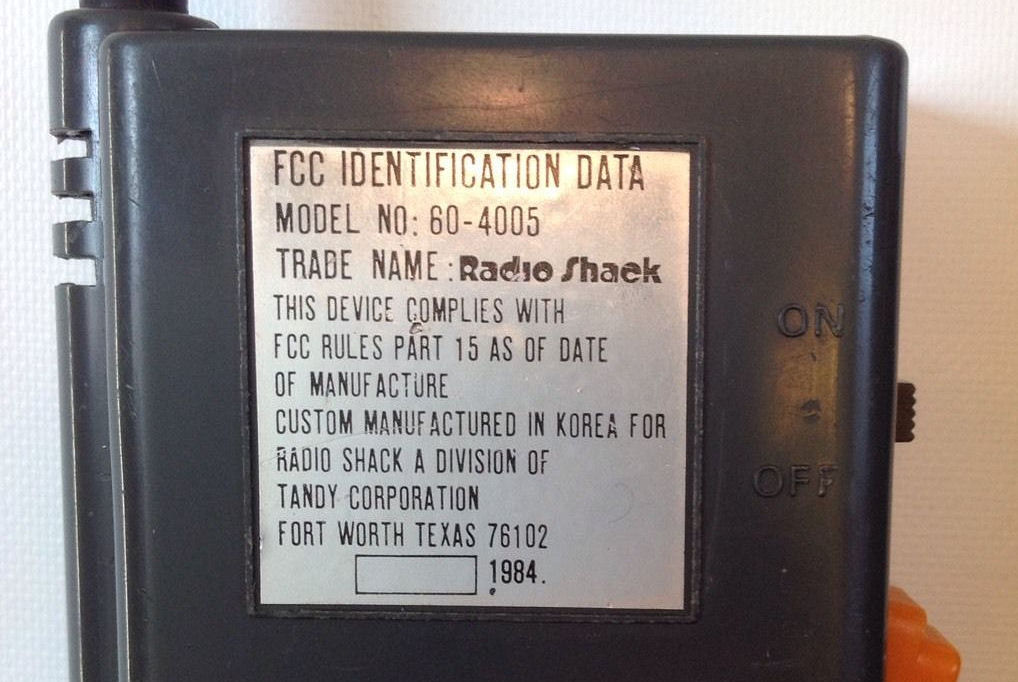 FCC IDENTIFICATION DATA
MODEL NO: 60-4005
TRADE NAME: Radio Shack
THIS DEVICE COMPLIES WITH
FCC RULES PART 15 AS OF DATE
OF MANUFACTURE
CUSTOM MANUFACTURED IN KOREA FOR
RADIO SHACK A DIVISION OF
TANDY CORPORATION
FORT WORTH TEXAS 76102
1984.
ON
OFF